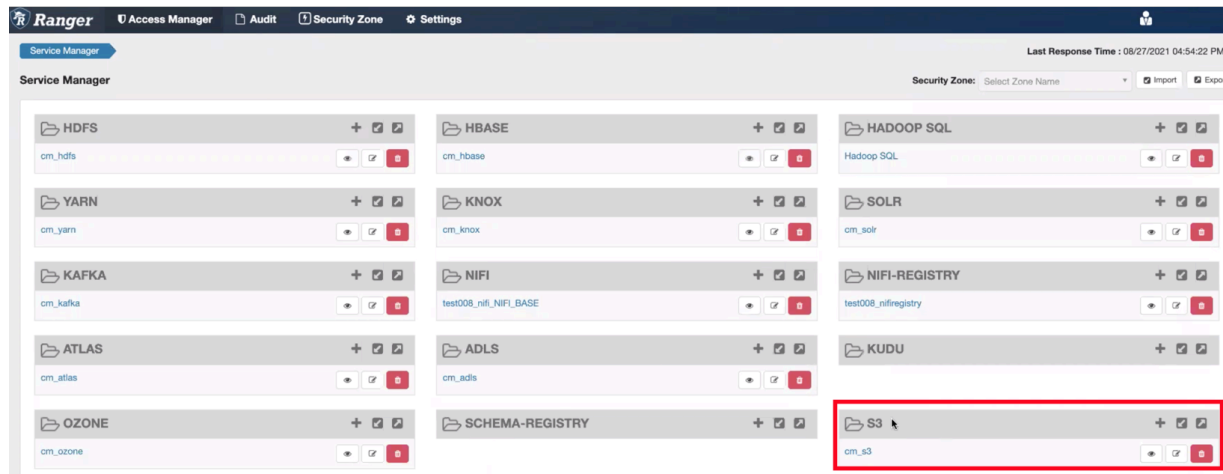 Ranger Access Manager Audit Security Zone Settings
Service Manager
Last Response Time : 08/27/2021 04:54:22 PM
Service Manager
Security Zone: Select Zone Name Import Expo
HDFS HBASE HADOOP SQL
cm_hdfs cm_hbase Hadoop SQL
YARN KNOX SOLR
cm_yarn cm_knox cm_solr
KAFKA NIFI NIFI-REGISTRY
cm_kafka test008_nifi_NIFI_BASE test008_nifiregistry
ATLAS ADLS KUDU
cm_atlas cm_adls
OZONE SCHEMA-REGISTRY S3
cm_ozone cm_s3